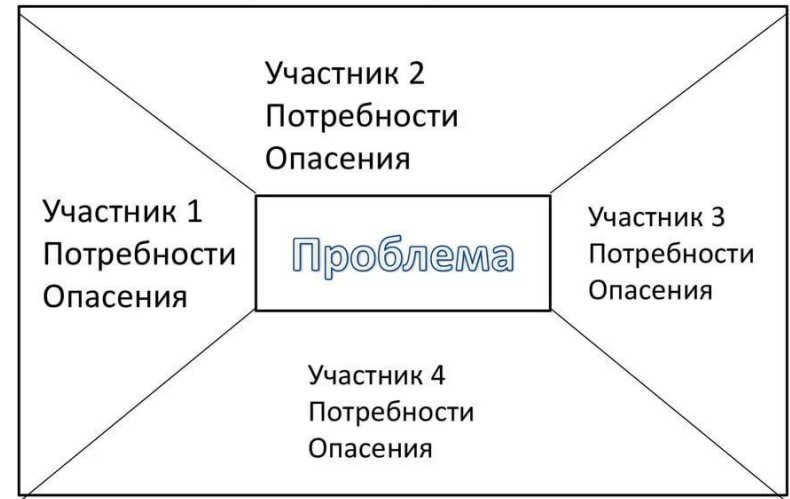 Участник 2
Потребности
Опасения
Участник 1
Потребности
Опасения
Проблема
Участник 3
Потребности
Опасения
Участник 4
Потребности
Опасения